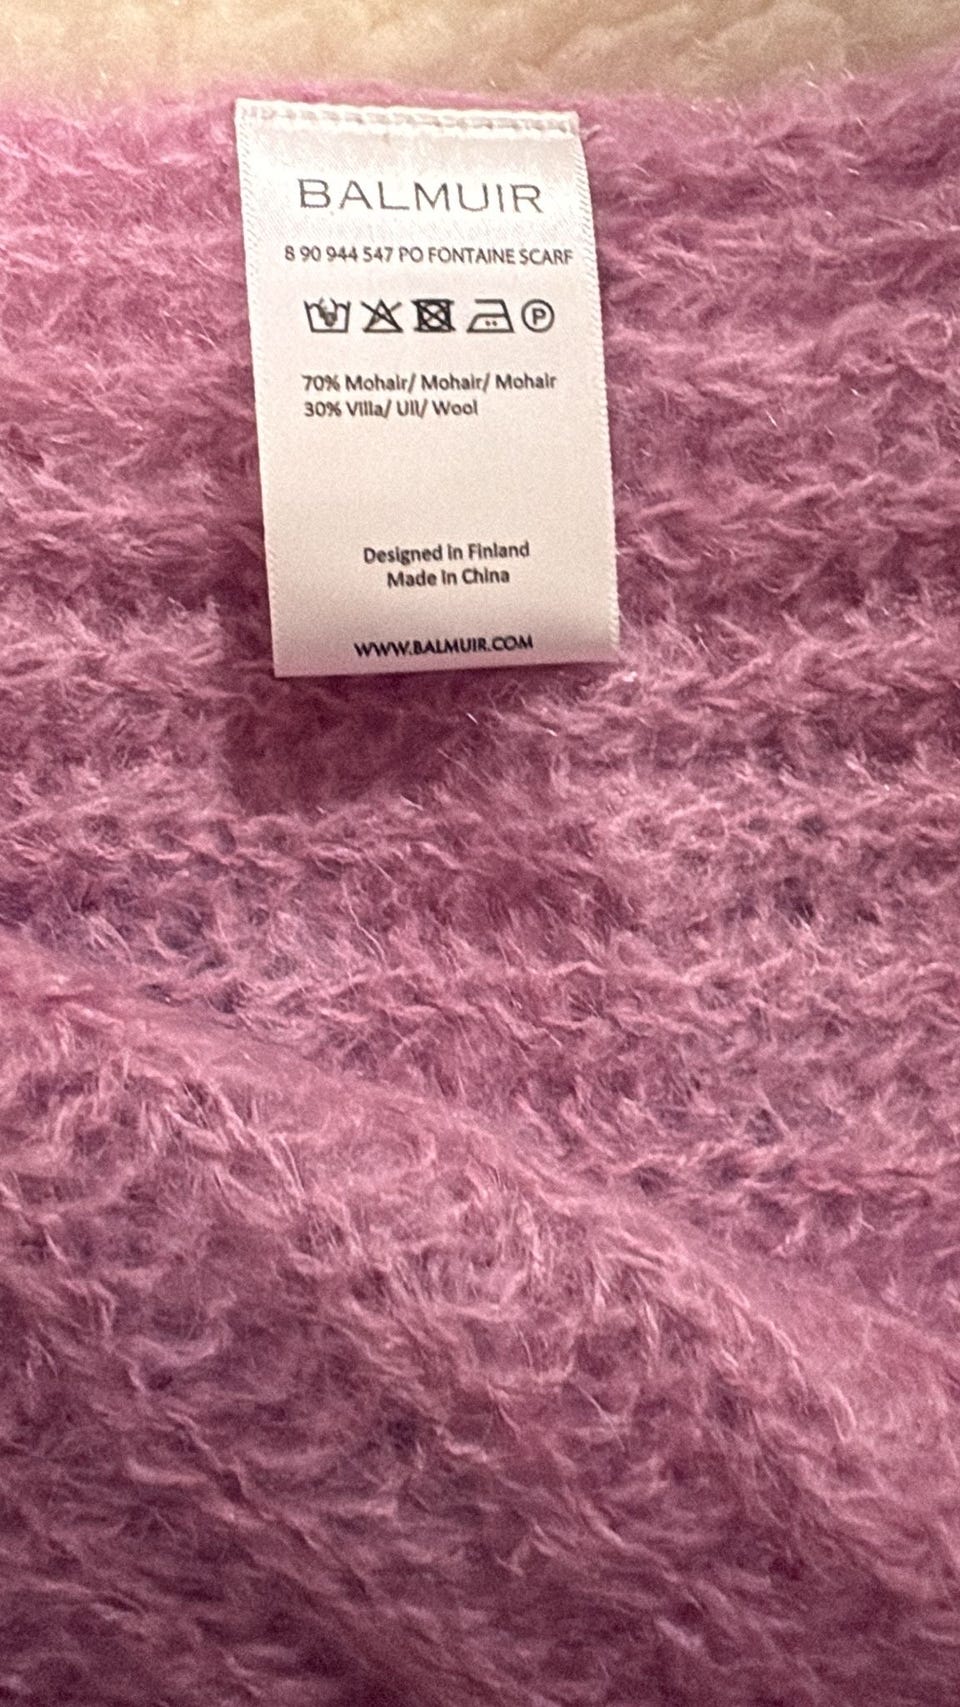 BALMUIR
8 90 944 547 PO FONTAINE SCARF
P
70% Mohair/ Mohair/ Mohair
30% Villa/ Ull/ Wool
Designed in Finland
Made in China
WWW.BALMUIR.COM